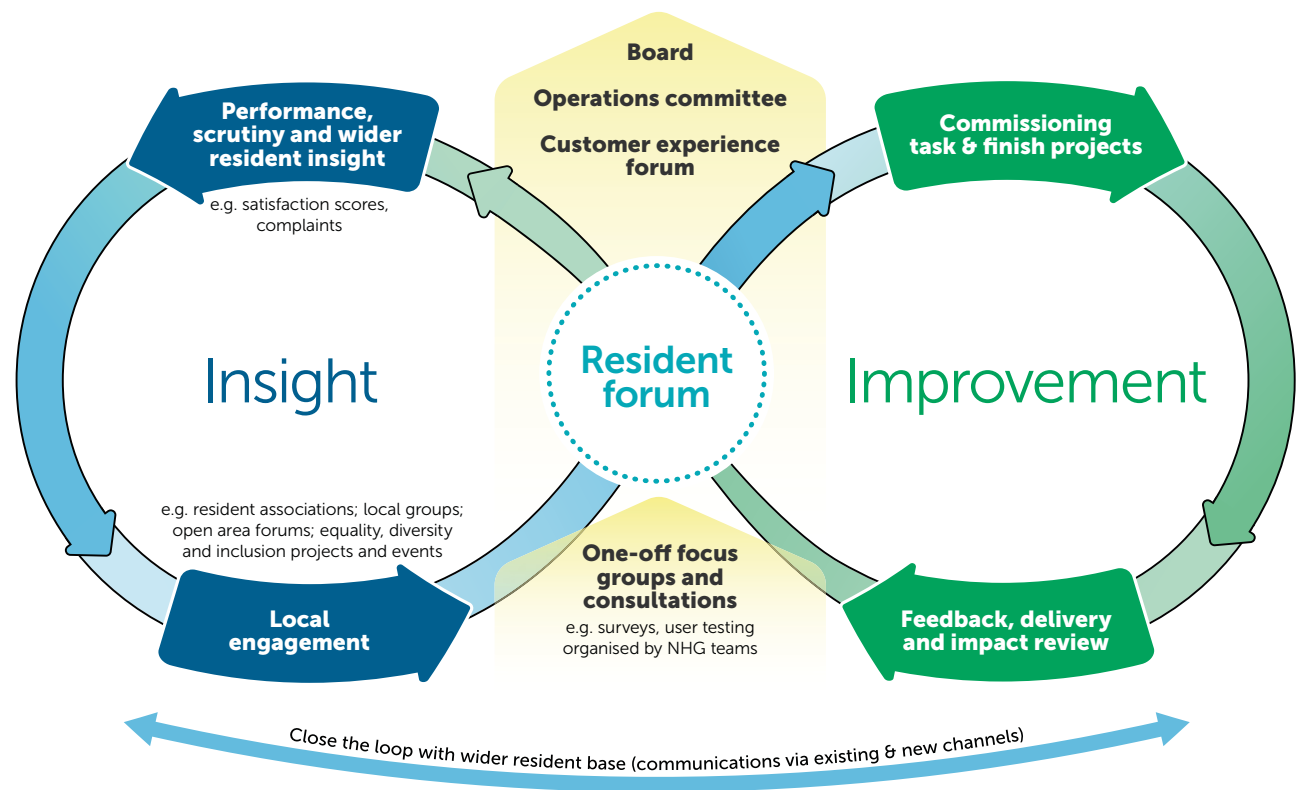 Board
Operations committee
Customer experience
forum
Performance,
scrutiny and wider
resident insight
e.g. satisfaction scores,
complaints
Commissioning
task & finish projects
Insight
Resident
forum
Improvement
e.g. resident associations; local groups;
open area forums; equality, diversity
and inclusion projects and events
Local
engagement
One-off focus
groups and
consultations
e.g. surveys, user testing
organised by NHG teams
Feedback, delivery
and impact review
Close the loop with wider resident base (communications via existing & new channels)